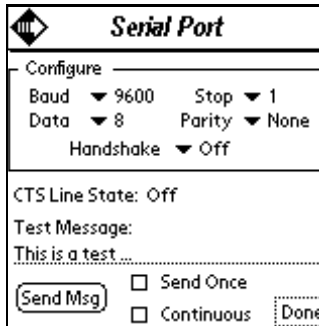 Serial Port
Configure
Baud 9600 Stop 1
Data 8 Parity None
Handshake Off
CTS Line State: Off
Test Message:
This is a test ...
Send Once
Send Msg
Continuous Done